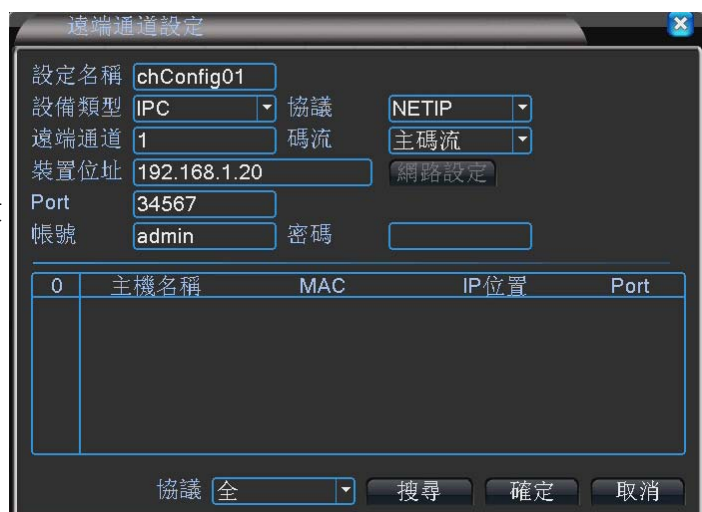 遠端通道設定
設定名稱 chConfig01
設備類型 IPC 協議 NETIP
遠端通道 1 碼流 主碼流
裝置位址 192.168.1.20 網路設定
Port 34567
帳號 admin 密碼
0 主機名稱 MAC IP位置 Port
協議 全 搜尋 確定 取消